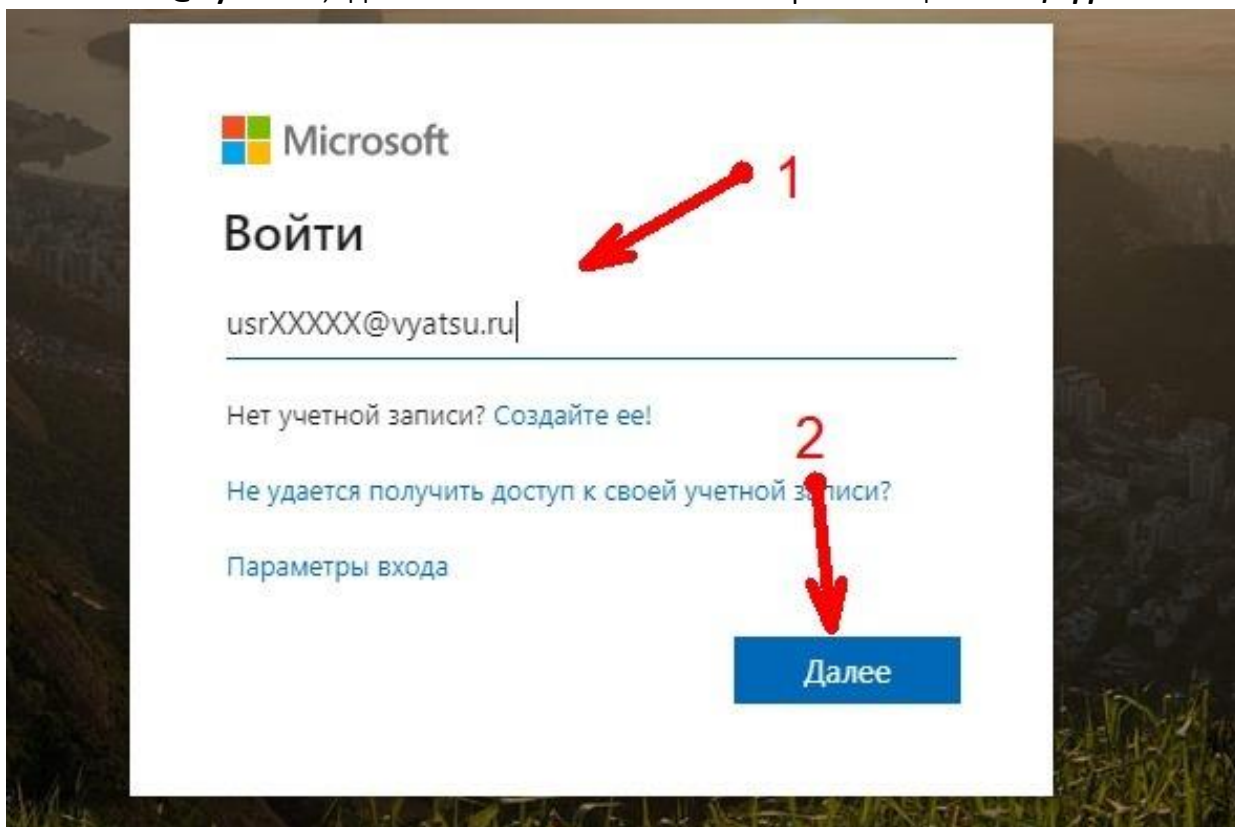 Microsoft
1
Войти
usrXXXXX@vyatsu.ru
Нет учетной записи? Создайте ее!
2
Не удается получить доступ к своей учетной записи?
Параметры входа
Далее